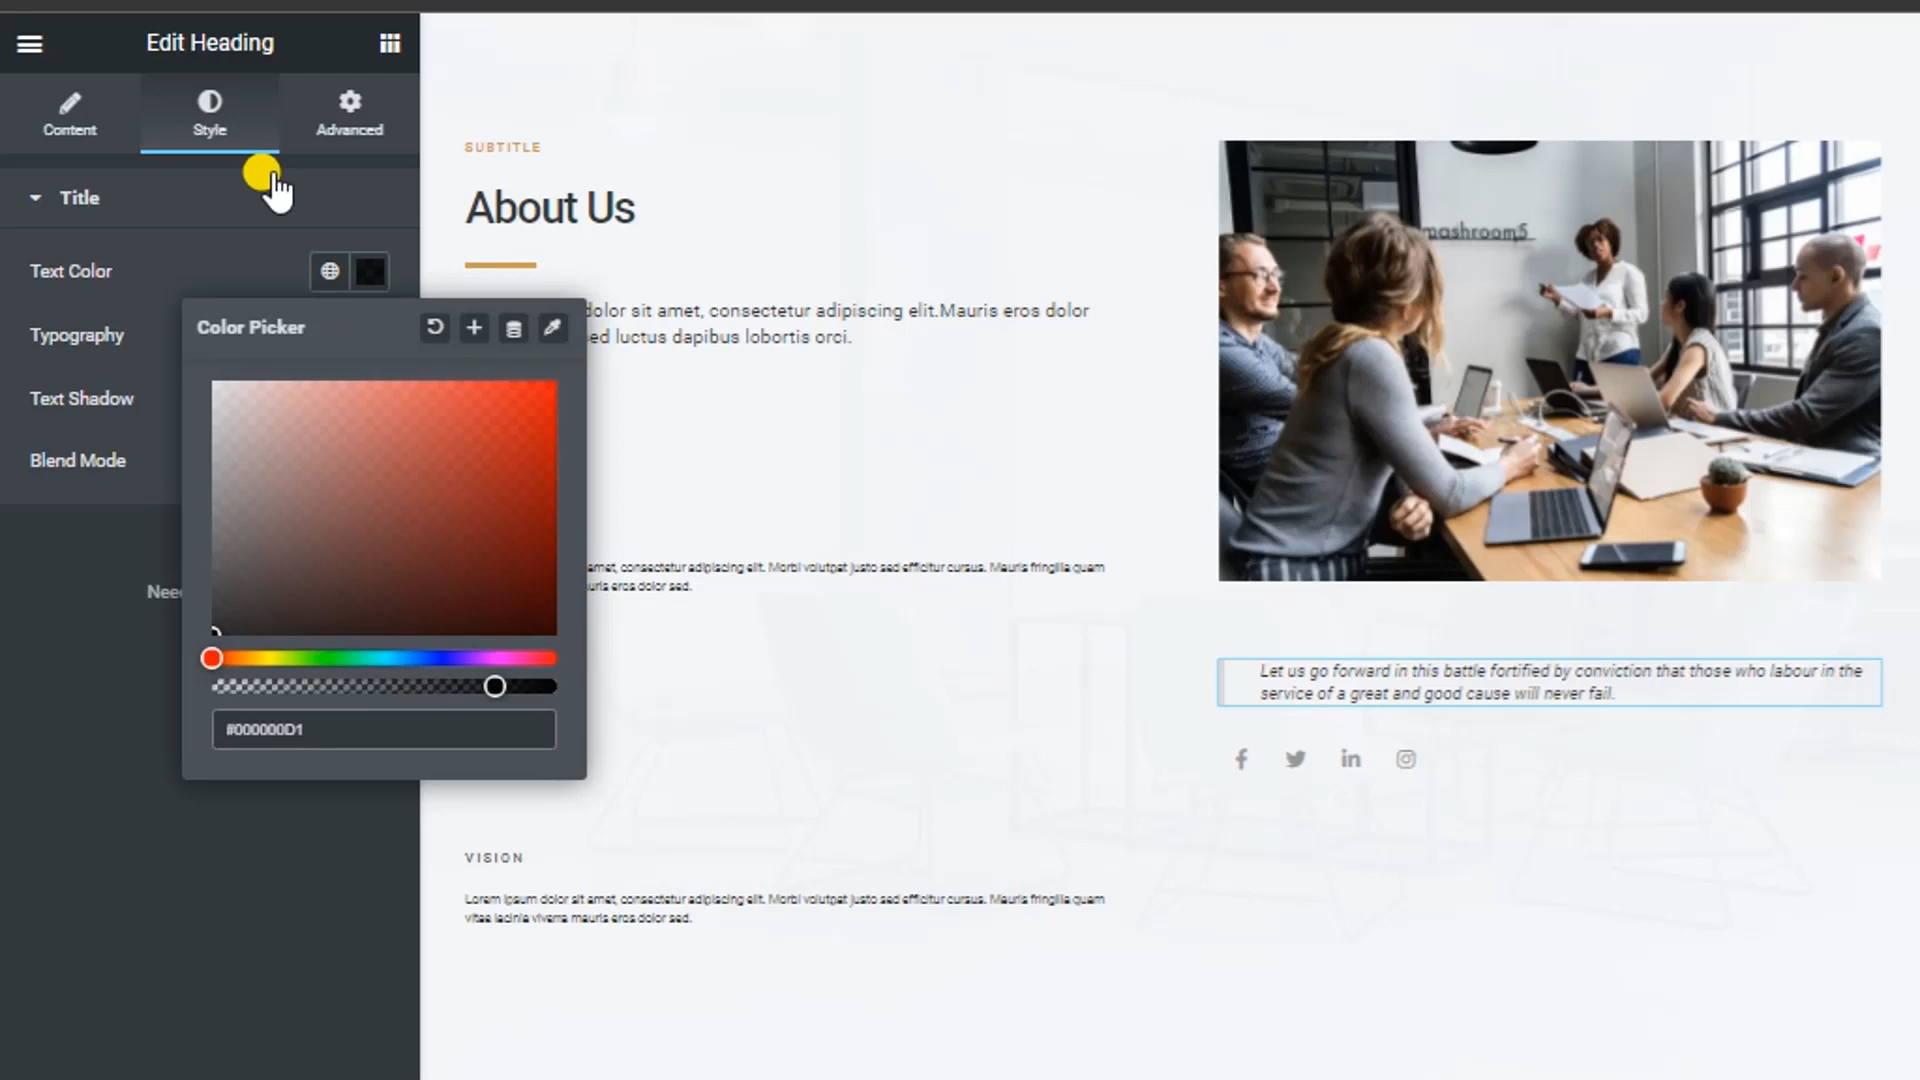 Edit Heading
Content
Style
Advanced
Title
Text Color
Typography
Text Shadow
Blend Mode
Need
Color Picker
#000000D1
SUBTITLE
About Us
dolor sit amet, consectetur adipiscing elit.Mauris eros dolor
sed luctus dapibus lobortis orci.
amet, consectetur adipiscing elit. Morbi volutpat justo sed efficitur cursus. Mauris fringilla quam
uris eros dolor sed.
VISION
Lorem ipsum dolor sit amet, consectetur adipiscing elit. Morbi volutpat justo sed efficitur cursus. Mauris fringilla quam
vitae lacinia viverra mauris eros dolor sed.
mashroom5
Let us go forward in this battle fortified by conviction that those who labour in the
service of a great and good cause will never fail.